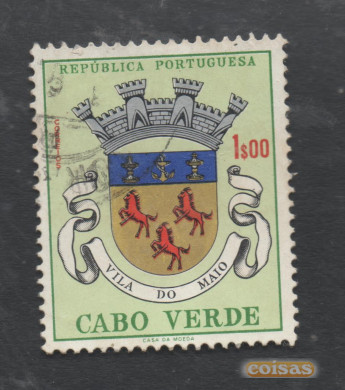 REPÚBLICA PORTUGUESA
1$00
VILA DO MAIO
CABO VERDE
CASA DA MOEDA
coisas